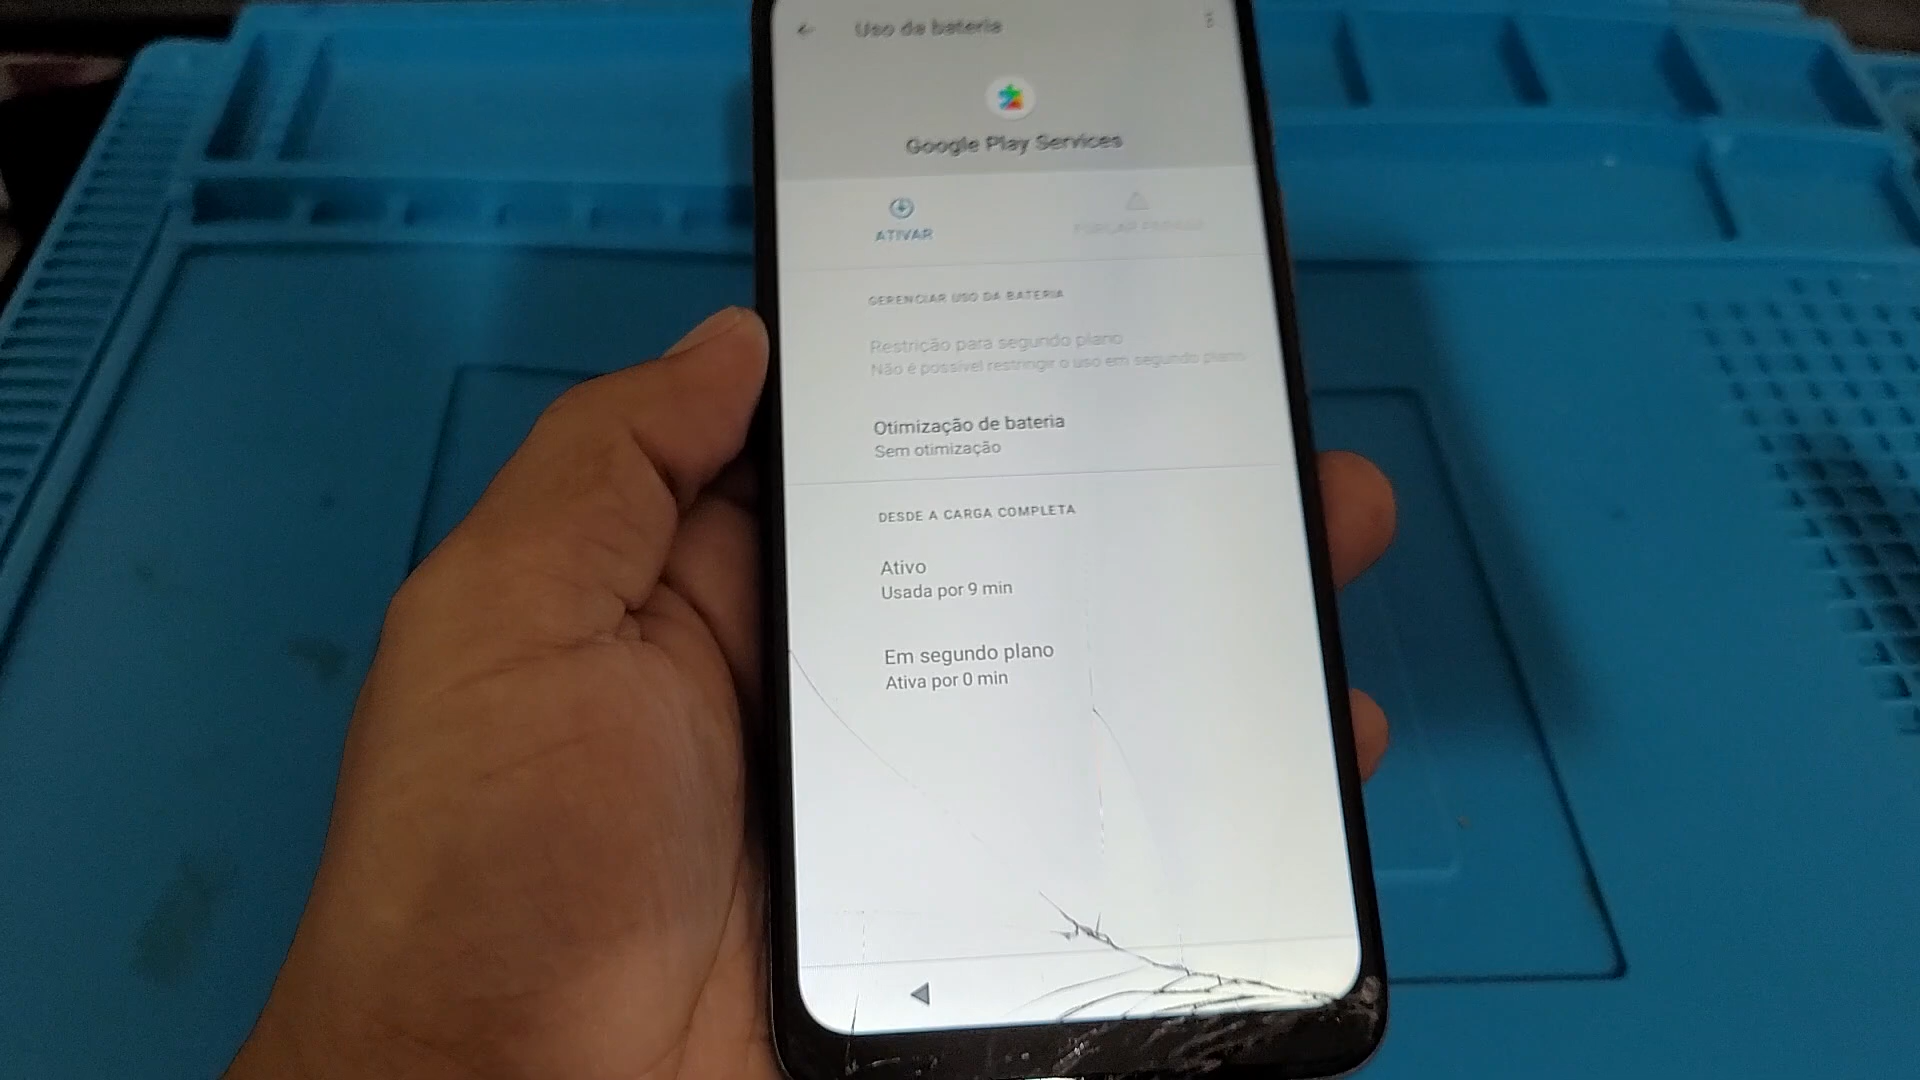 Uso da bateria
Google Play Services
ATIVAR
FORÇAR PARADA
GERENCIAR USO DA BATERIA
Restrição para segundo plano
Não é possível restringir o uso em segundo plano
Otimização de bateria
Sem otimização
DESDE A CARGA COMPLETA
Ativo
Usada por 9 min
Em segundo plano
Ativa por 0 min